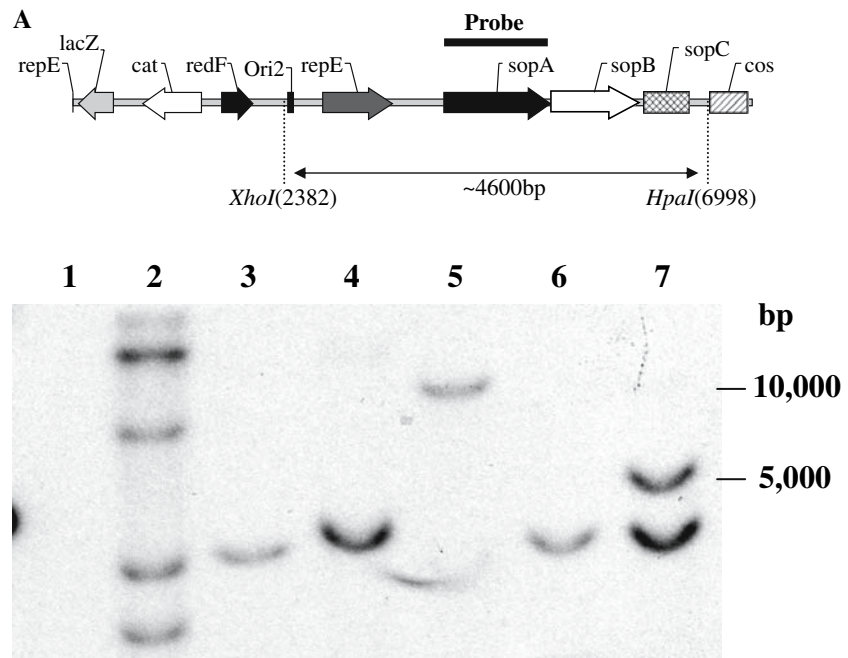 A
Probe
lacZ
sopC
repE
cat
redF
Ori2
repE
sopA
sopB
cos
~4600bp
XhoI(2382)
HpaI(6998)
1 2 3 4 5 6 7
bp
10,000
5,000